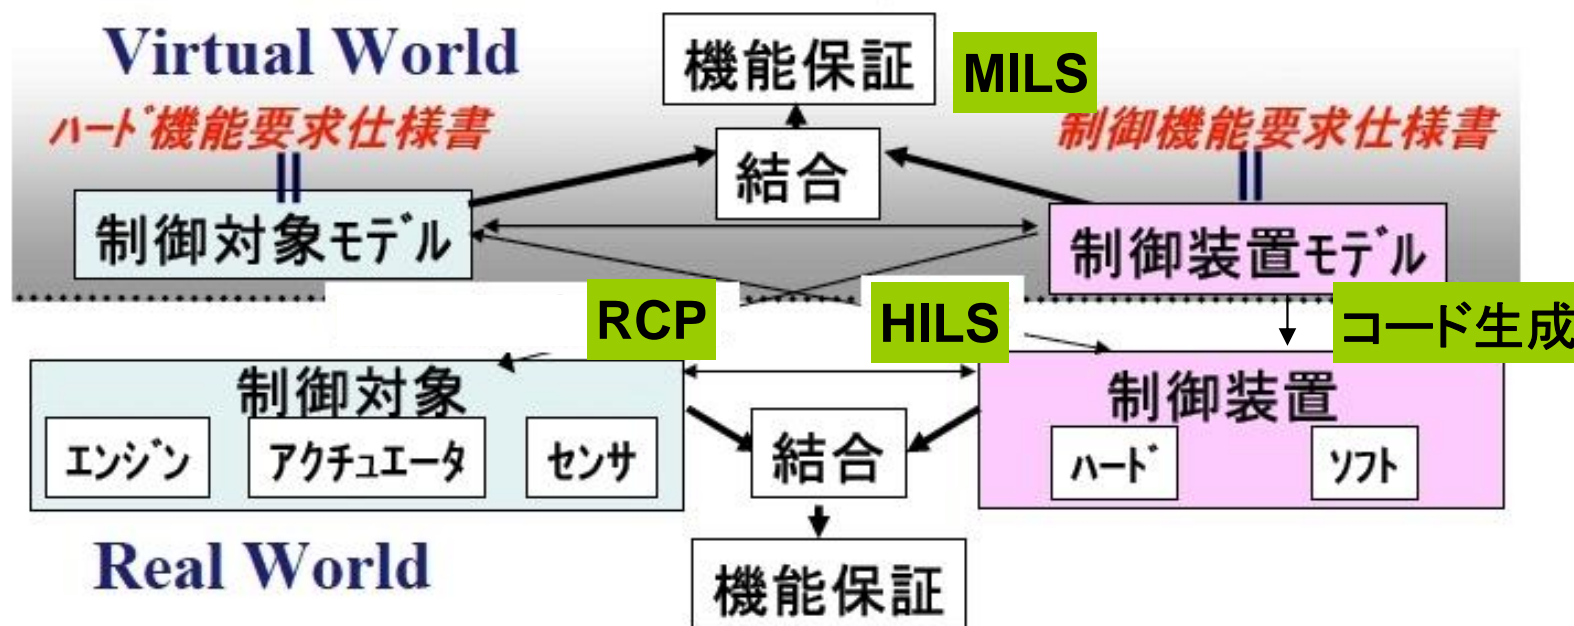 Virtual World
機能保証
MILS
ﾊｰﾄﾞ機能要求仕様書
制御機能要求仕様書
結合
制御対象ﾓﾃﾞﾙ
制御装置ﾓﾃﾞﾙ
RCP
HILS
コード生成
制御対象
制御装置
ｴﾝｼﾞﾝ
ｱｸﾁｭｴｰﾀ
ｾﾝｻ
結合
ﾊｰﾄﾞ
ｿﾌﾄ
Real World
機能保証